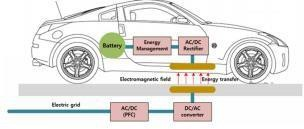 Battery
Energy
Management
AC/DC
Rectifier
Electromagnetic field
Energy transfer
Electric grid
AC/DC
(PFC)
DC/AC
converter